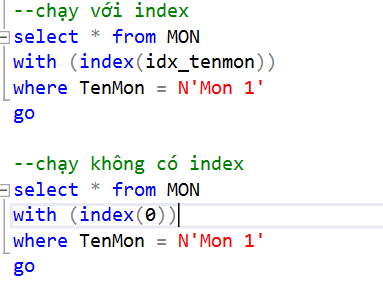 --chạy với index
select * from MON
with (index(idx_tenmon))
where TenMon = N'Mon 1'
go
--chạy không có index
select * from MON
with (index(0))
where TenMon = N'Mon 1'
go